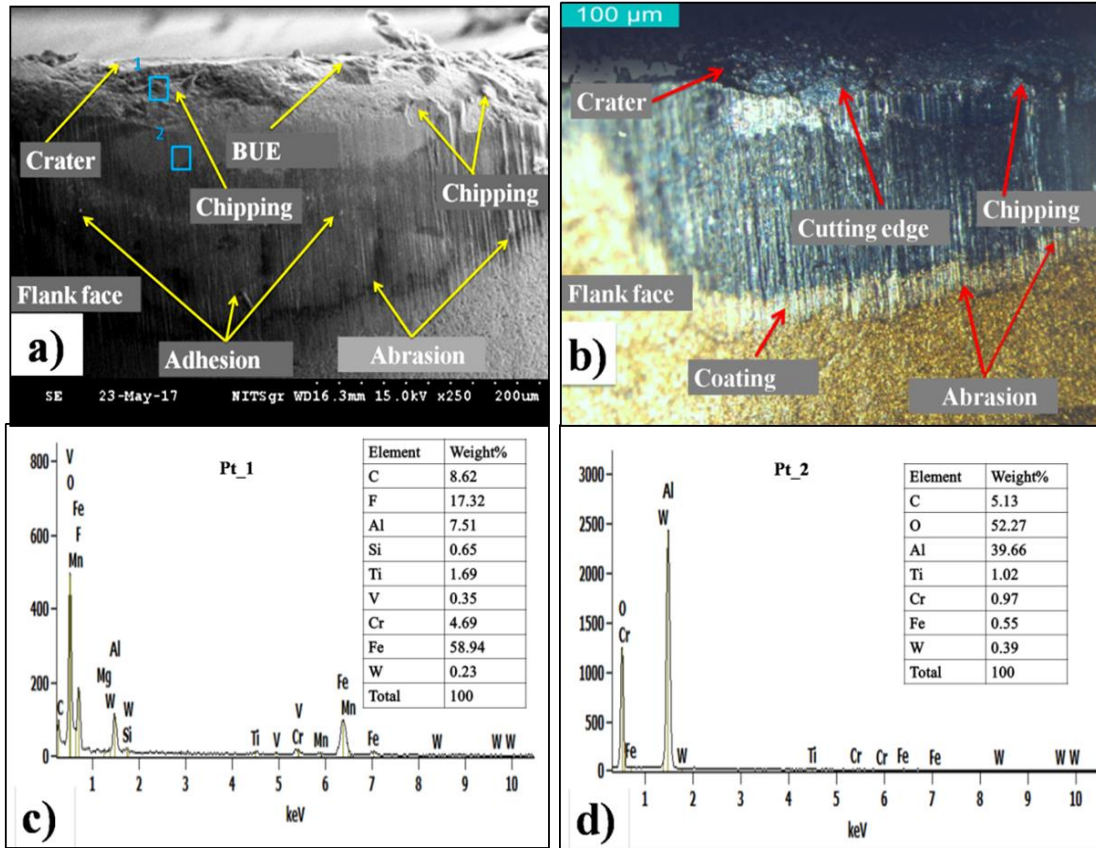 1
2
Crater
BUE
Chipping
Chipping
Flank face
Adhesion
Abrasion
a)
SE 23-May-17 NITSgr WD16.3mm 15.0kV x250 200um
100 µm
Crater
Cutting edge
Chipping
Flank face
Coating
Abrasion
b)
Pt_1
Element Weight%
C 8.62
F 17.32
Al 7.51
Si 0.65
Ti 1.69
V 0.35
Cr 4.69
Fe 58.94
W 0.23
Total 100
800
600
400
200
0
V
O
Fe
F
Mn
C
Al
Mg
W
W
Si
Ti
V
V
Cr
Mn
Fe
Mn
Fe
W
W W
1 2 3 4 5 6 7 8 9 10
keV
c)
Pt_2
Element Weight%
C 5.13
O 52.27
Al 39.66
Ti 1.02
Cr 0.97
Fe 0.55
W 0.39
Total 100
3000
2500
2000
1500
1000
500
0
O
Cr
Fe
Al
W
W
Ti
Cr
Cr
Fe
Fe
W
W W
1 2 3 4 5 6 7 8 9 10
keV
d)